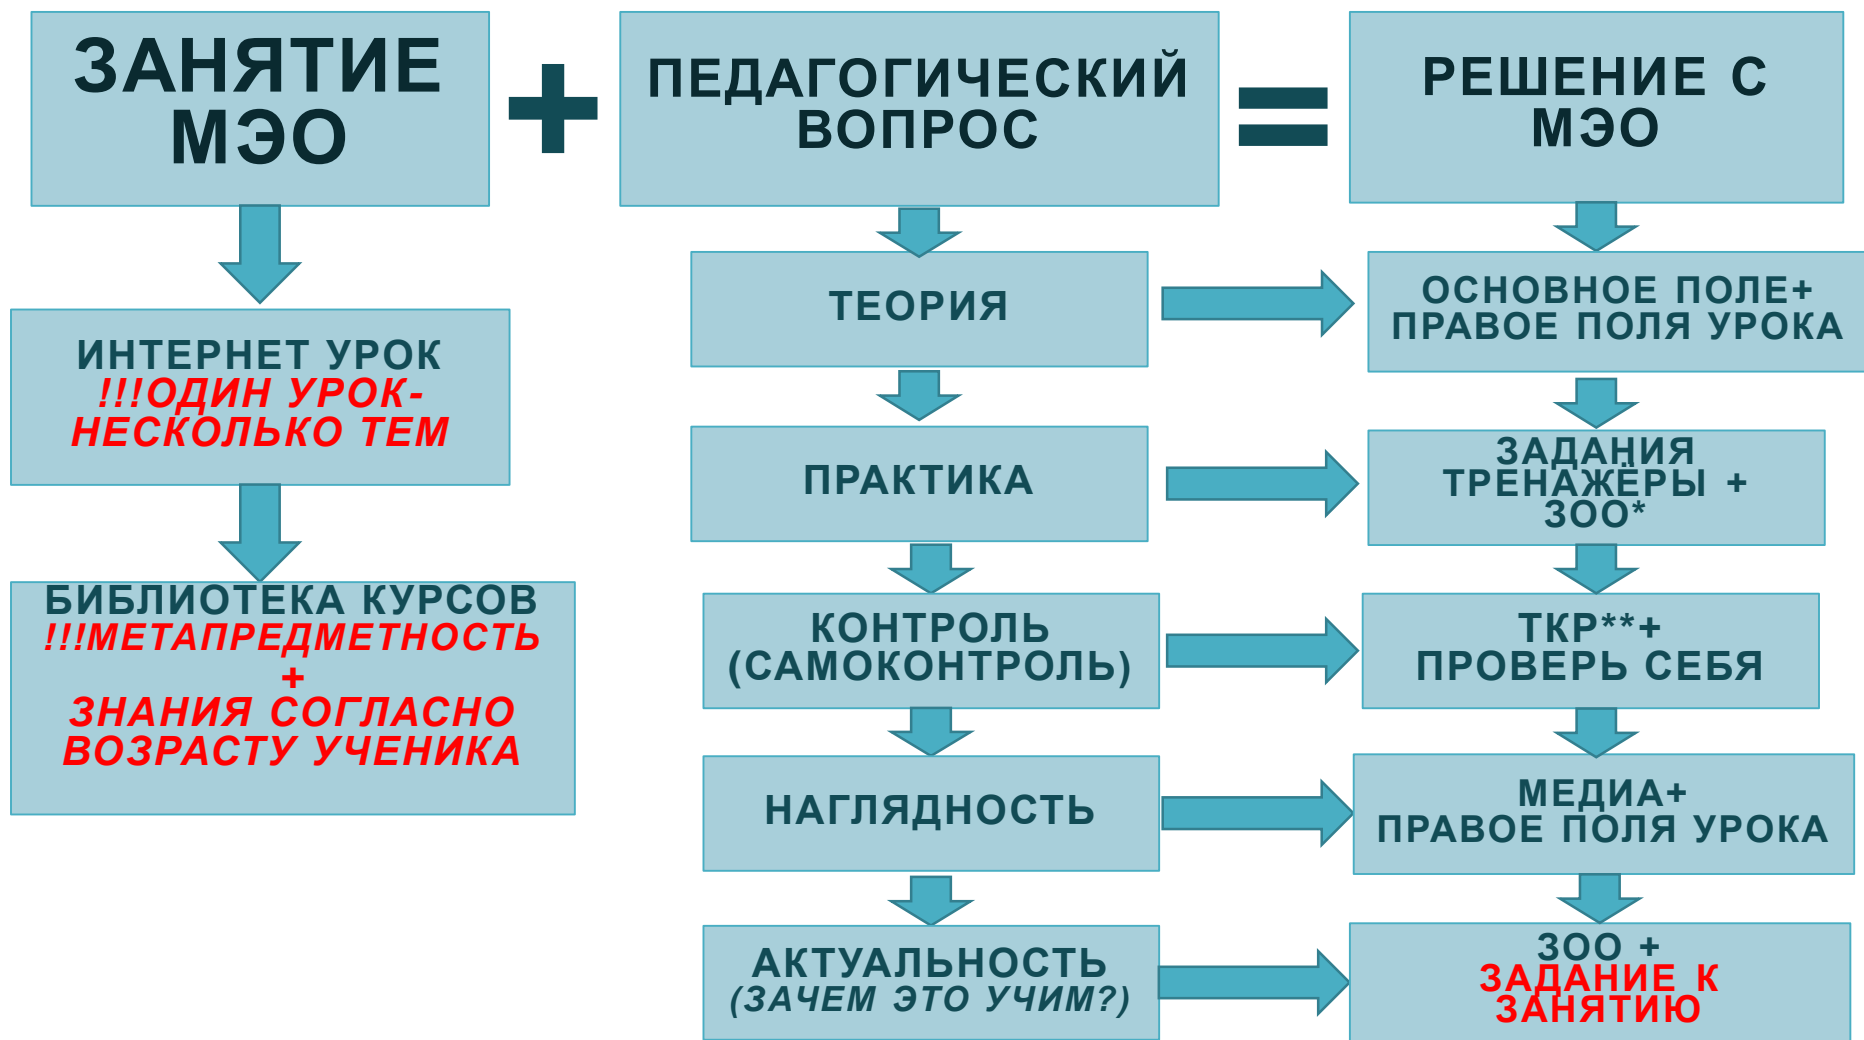 ЗАНЯТИЕ
МЭО
+
ПЕДАГОГИЧЕСКИЙ
ВОПРОС
=
РЕШЕНИЕ С
МЭО
ИНТЕРНЕТ УРОК
!!!ОДИН УРОК-
НЕСКОЛЬКО ТЕМ
БИБЛИОТЕКА КУРСОВ
!!!МЕТАПРЕДМЕТНОСТЬ
+
ЗНАНИЯ СОГЛАСНО
ВОЗРАСТУ УЧЕНИКА
ТЕОРИЯ
ОСНОВНОЕ ПОЛЕ+
ПРАВОЕ ПОЛЯ УРОКА
ПРАКТИКА
ЗАДАНИЯ
ТРЕНАЖЁРЫ +
ЗОО*
КОНТРОЛЬ
(САМОКОНТРОЛЬ)
ТКР**+
ПРОВЕРЬ СЕБЯ
НАГЛЯДНОСТЬ
МЕДИА+
ПРАВОЕ ПОЛЯ УРОКА
АКТУАЛЬНОСТЬ
(ЗАЧЕМ ЭТО УЧИМ?)
ЗОО +
ЗАДАНИЕ К
ЗАНЯТИЮ